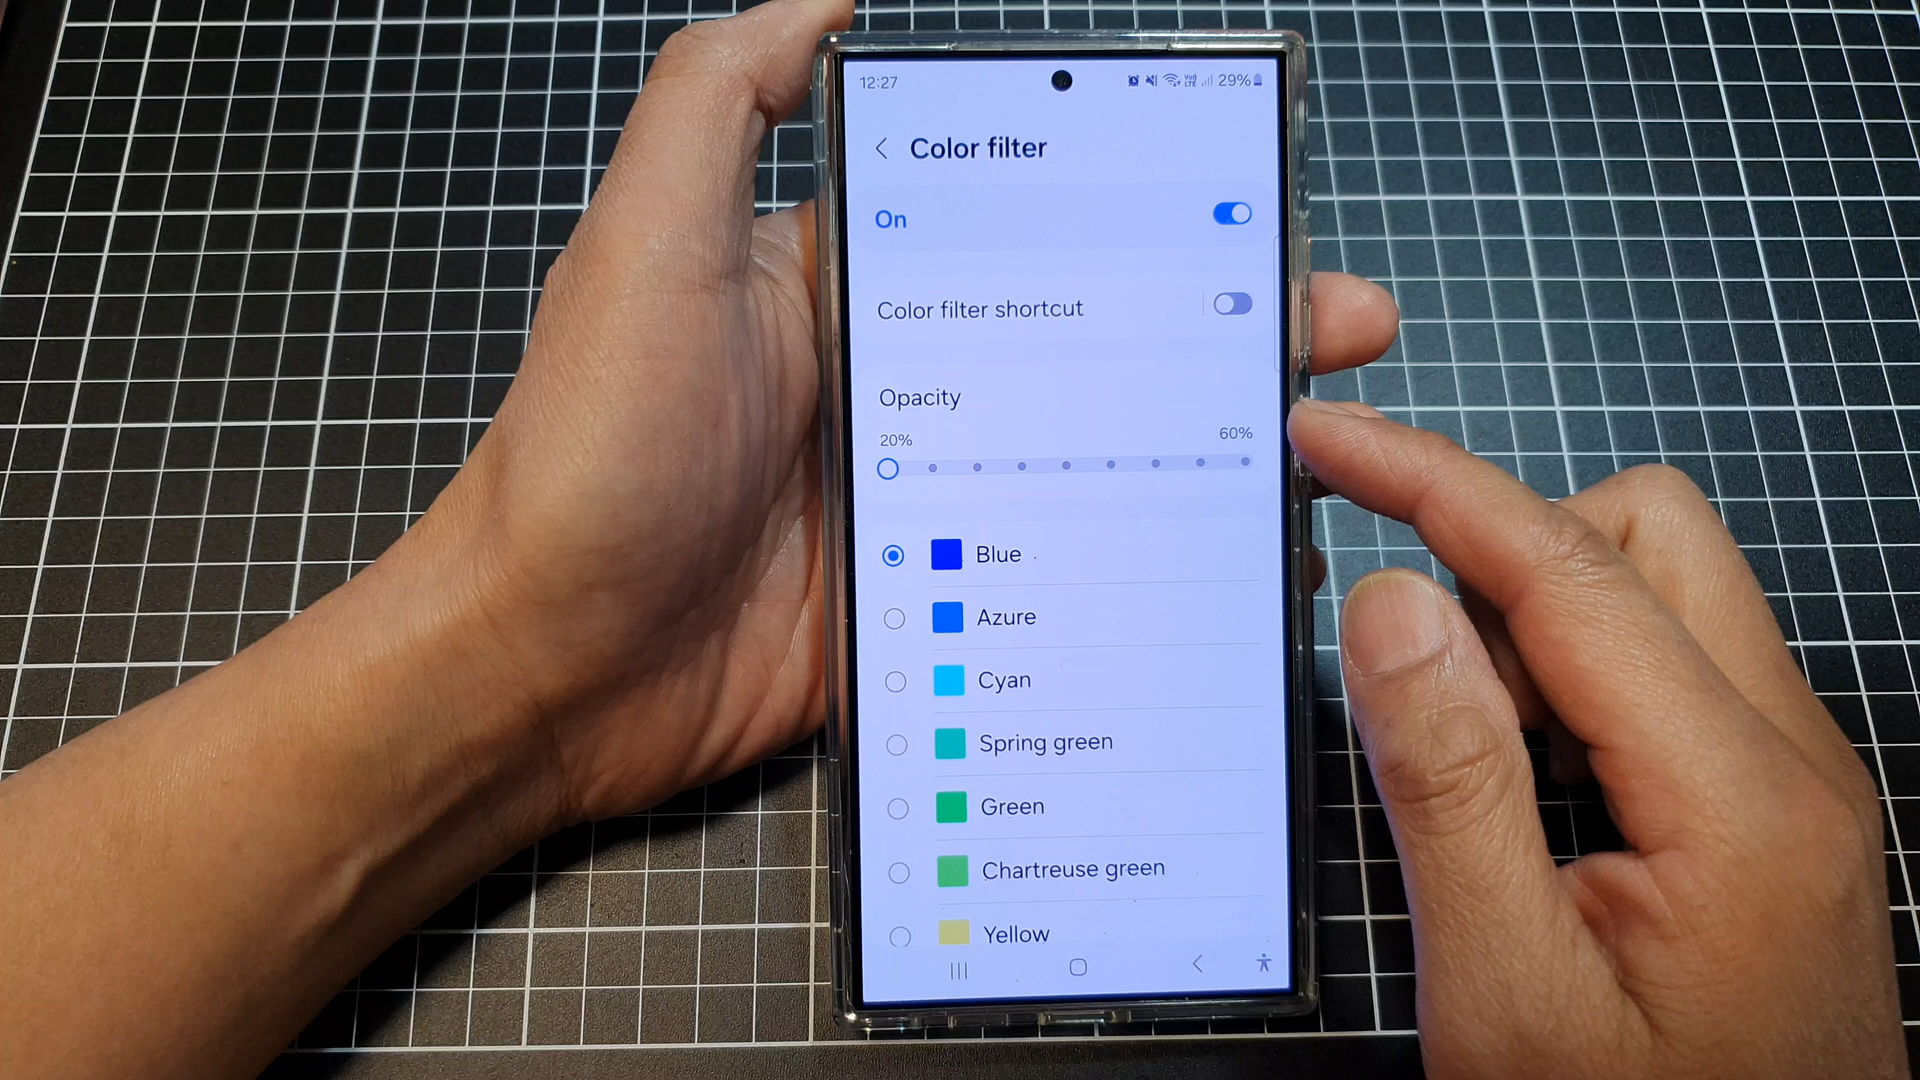 12:27
29%
Color filter
On
Color filter shortcut
Opacity
20% 60%
Blue
Azure
Cyan
Spring green
Green
Chartreuse green
Yellow